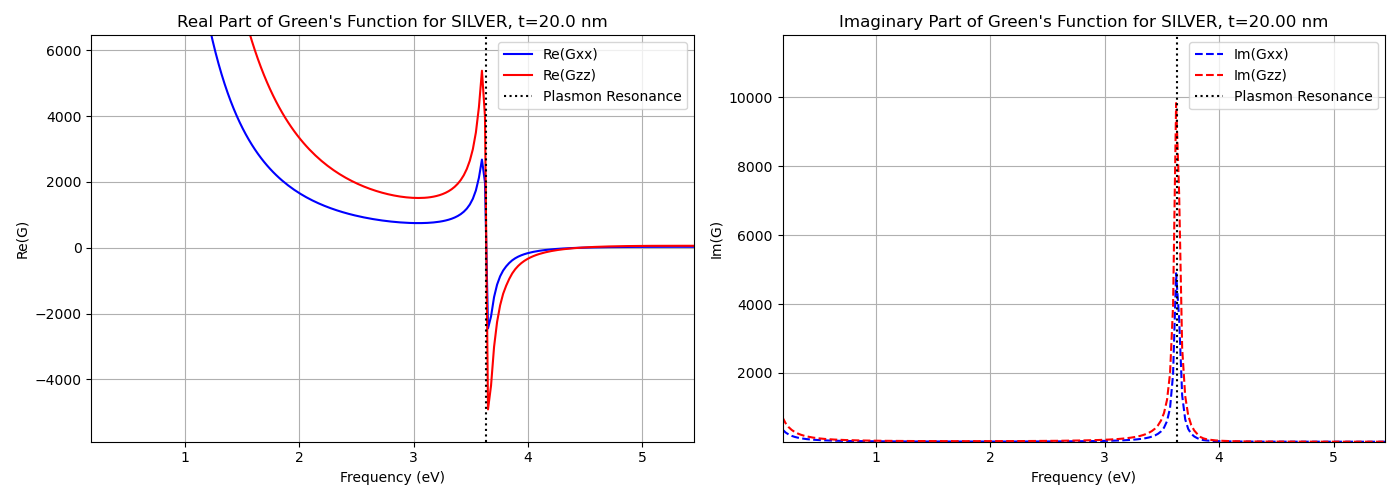 Real Part of Green's Function for SILVER, t=20.0 nm
6000
4000
2000
0
−2000
−4000
Re(G)
1
2
3
4
5
Frequency (eV)
Re(Gxx)
Re(Gzz)
Plasmon Resonance
Imaginary Part of Green's Function for SILVER, t=20.00 nm
10000
8000
6000
4000
2000
Im(G)
1
2
3
4
5
Frequency (eV)
Im(Gxx)
Im(Gzz)
Plasmon Resonance